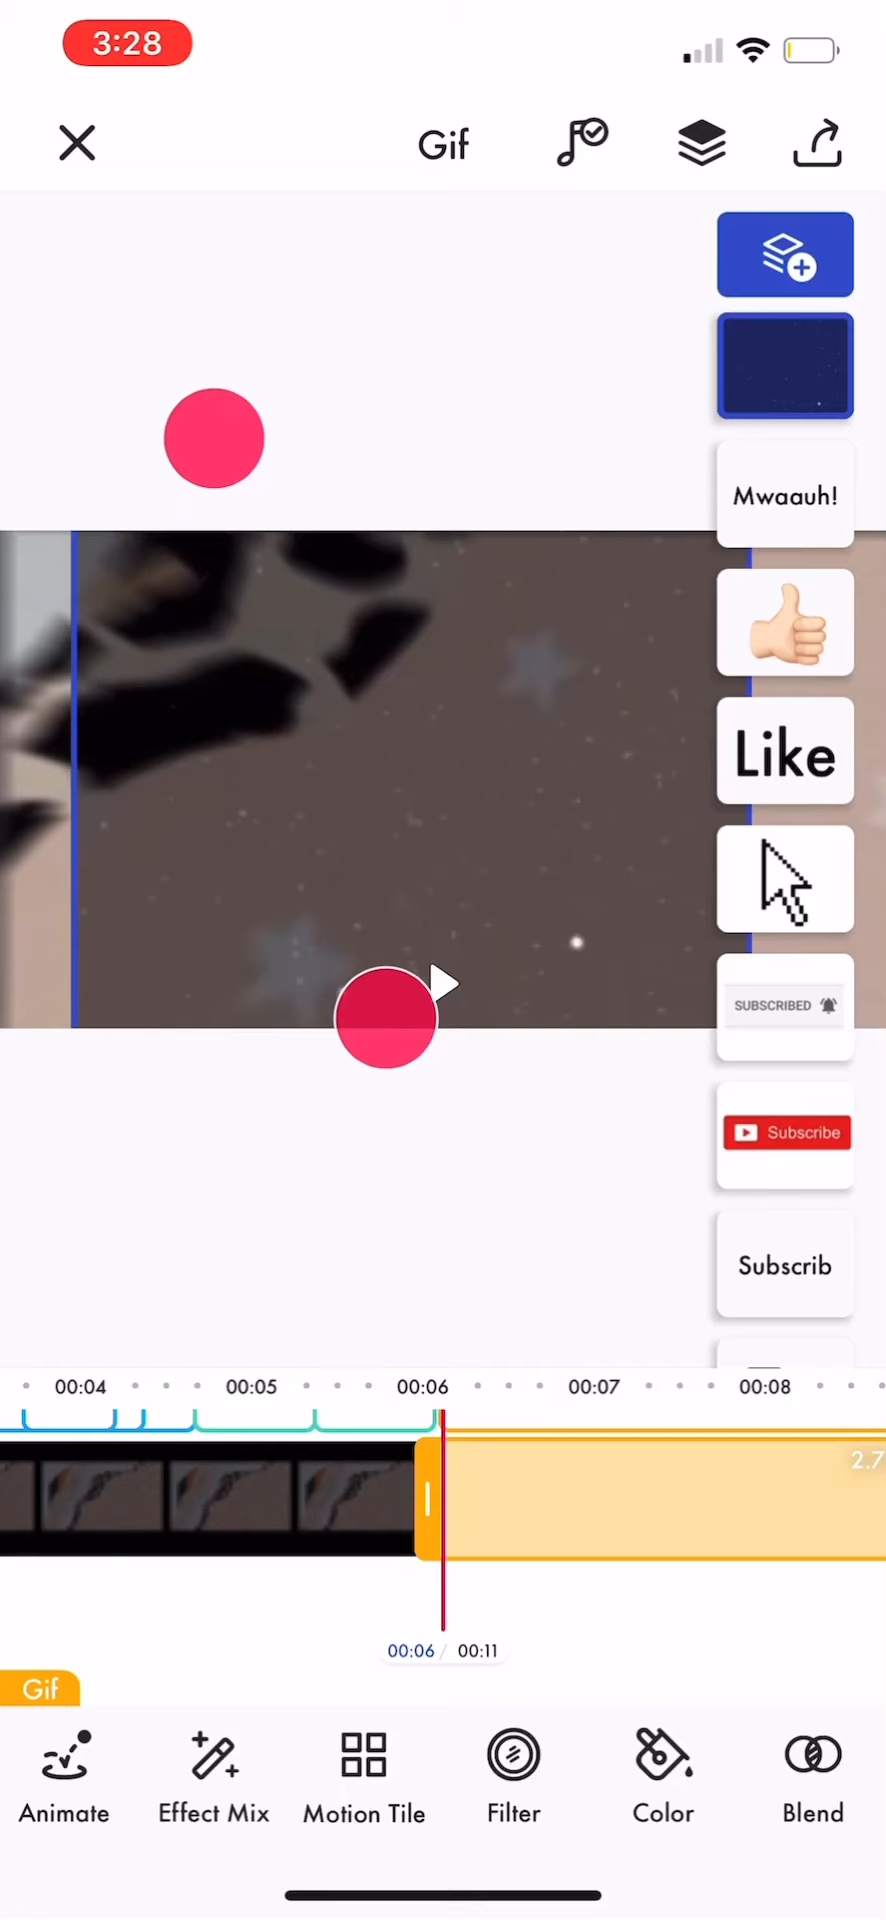 3:28
Gif
Mwaauh!
Like
SUBSCRIBED
Subscribe
Subscrib
00:04 00:05 00:06 00:07 00:08
2.7
00:06 / 00:11
Gif
Animate Effect Mix Motion Tile Filter Color Blend